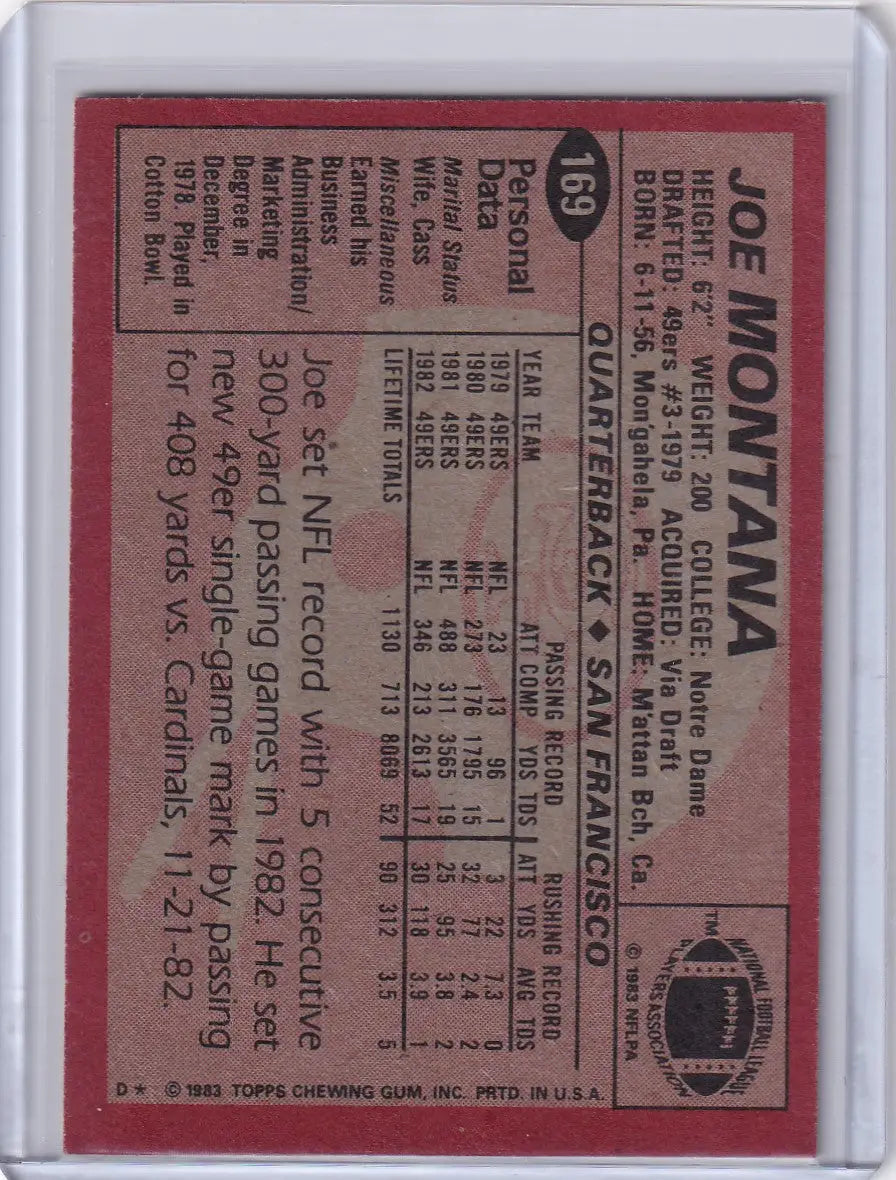 JOE MONTANA
HEIGHT: 6'2" WEIGHT: 200 COLLEGE: Notre Dame
DRAFTED: 49ers #3-1979 ACQUIRED: Via Draft
BORN: 6-11-56, Mon'gahela, Pa. HOME: M'attan Bch, Ca.
TM
NATIONAL FOOTBALL LEAGUE
PLAYERS ASSOCIATION
© 1983 NFLPA
169
QUARTERBACK ♦ SAN FRANCISCO
Personal
Data
Marital Status
Wife, Cass
Miscellaneous
Earned his
Business
Administration/
Marketing
Degree in
December,
1978. Played in
Cotton Bowl.
PASSING RECORD RUSHING RECORD
YEAR TEAM ATT COMP YDS TDS ATT YDS AVG TDS
1979 49ERS NFL 23 13 96 1 3 22 7.3 0
1980 49ERS NFL 273 176 1795 15 32 77 2.4 2
1981 49ERS NFL 488 311 3565 19 25 95 3.8 2
1982 49ERS NFL 346 213 2613 17 30 118 3.9 1
LIFETIME TOTALS 1130 713 8069 52 90 312 3.5 5
Joe set NFL record with 5 consecutive
300-yard passing games in 1982. He set
new 49er single-game mark by passing
for 408 yards vs. Cardinals, 11-21-82.
D* © 1983 TOPPS CHEWING GUM, INC. PRTD. IN U.S.A.